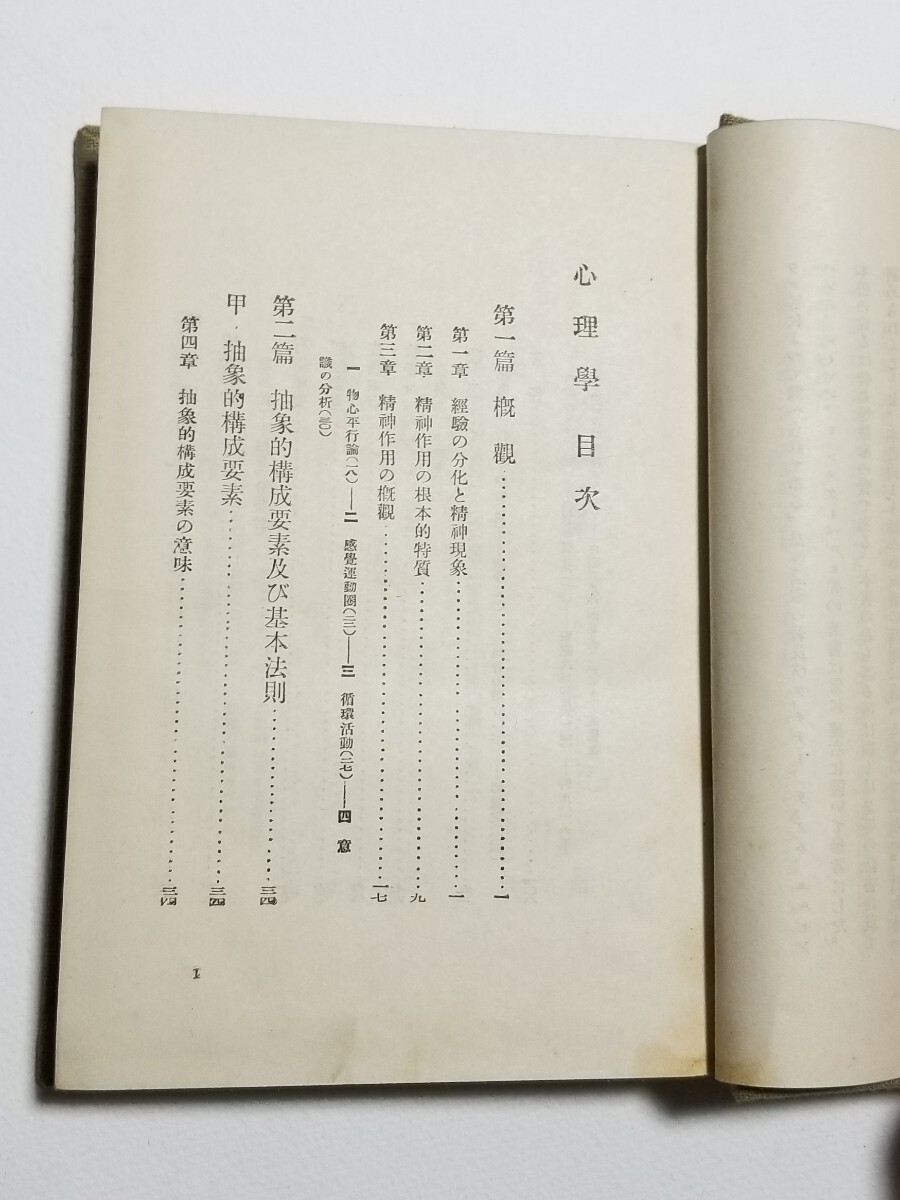 心理學目次
第一篇 槪觀……………………一
第一章 經驗の分化と精神現象……………………一
第二章 精神作用の根本的特質……………………九
第三章 精神作用の槪觀……………………一七
一 物心平行論(一八)——二 感覺運動圈(二三)——三 循環活動(二七)——四 意
識の分析(三〇)
第二篇 抽象的構成要素及び基本法則……………………三四
甲 抽象的構成要素……………………三四
第四章 抽象的構成要素の意味……………………三四
1